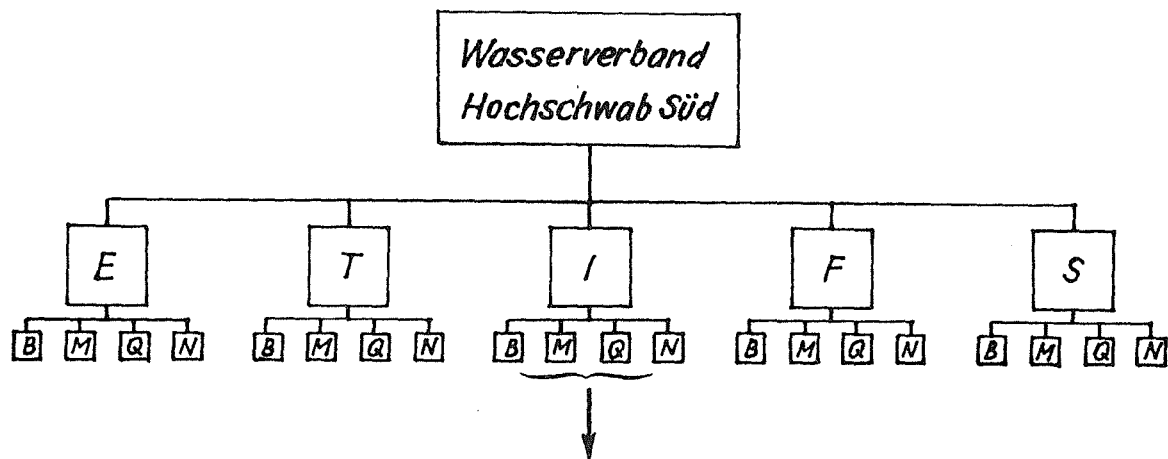 Wasserverband
Hochschwab Süd
E T I F S
B M Q N B M Q N B M Q N B M Q N B M Q N